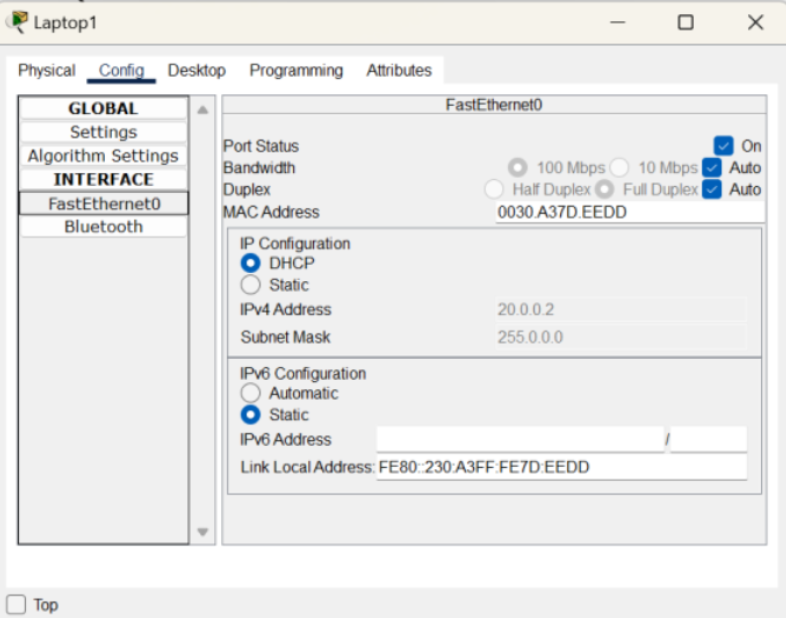 Laptop1
Physical Config Desktop Programming Attributes
GLOBAL
Settings
Algorithm Settings
INTERFACE
FastEthernet0
Bluetooth
FastEthernet0
Port Status On
Bandwidth 100 Mbps 10 Mbps Auto
Duplex Half Duplex Full Duplex Auto
MAC Address 0030.A37D.EEDD
IP Configuration
DHCP
Static
IPv4 Address 20.0.0.2
Subnet Mask 255.0.0.0
IPv6 Configuration
Automatic
Static
IPv6 Address /
Link Local Address: FE80::230:A3FF:FE7D:EEDD
Top